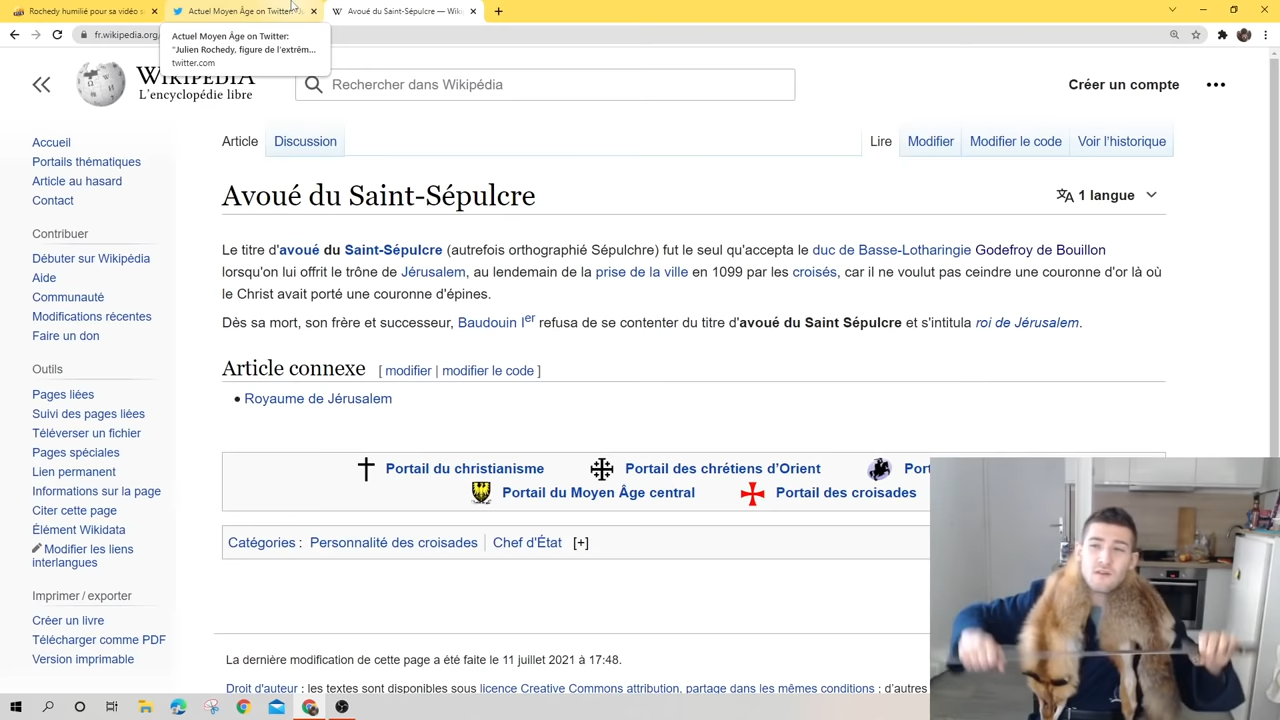 Rochedy humilié pour sa vidéo s
Actuel Moyen Âge on Twitter:
Avoué du Saint-Sépulcre — Wiki
fr.wikipedia.org
Actuel Moyen Âge on Twitter:
"Julien Rochedy, figure de l'extrêm...
twitter.com
WIKIPÉDIA
L'encyclopédie libre
Rechercher dans Wikipédia
Créer un compte
Article
Discussion
Lire
Modifier
Modifier le code
Voir l'historique
Accueil
Portails thématiques
Article au hasard
Contact
Contribuer
Débuter sur Wikipédia
Aide
Communauté
Modifications récentes
Faire un don
Outils
Pages liées
Suivi des pages liées
Téléverser un fichier
Pages spéciales
Lien permanent
Informations sur la page
Citer cette page
Élément Wikidata
Modifier les liens
interlangues
Imprimer / exporter
Créer un livre
Télécharger comme PDF
Version imprimable
Avoué du Saint-Sépulcre
1 langue
Le titre d'avoué du Saint-Sépulcre (autrefois orthographié Sépulchre) fut le seul qu'accepta le duc de Basse-Lotharingie Godefroy de Bouillon
lorsqu'on lui offrit le trône de Jérusalem, au lendemain de la prise de la ville en 1099 par les croisés, car il ne voulut pas ceindre une couronne d'or là où
le Christ avait porté une couronne d'épines.
Dès sa mort, son frère et successeur, Baudouin Ier refusa de se contenter du titre d'avoué du Saint Sépulcre et s'intitula roi de Jérusalem.
Article connexe [ modifier | modifier le code ]
• Royaume de Jérusalem
Portail du christianisme
Portail des chrétiens d'Orient
Port
Portail du Moyen Âge central
Portail des croisades
Catégories : Personnalité des croisades | Chef d'État [+]
La dernière modification de cette page a été faite le 11 juillet 2021 à 17:48.
Droit d'auteur : les textes sont disponibles sous licence Creative Commons attribution, partage dans les mêmes conditions ; d'autres